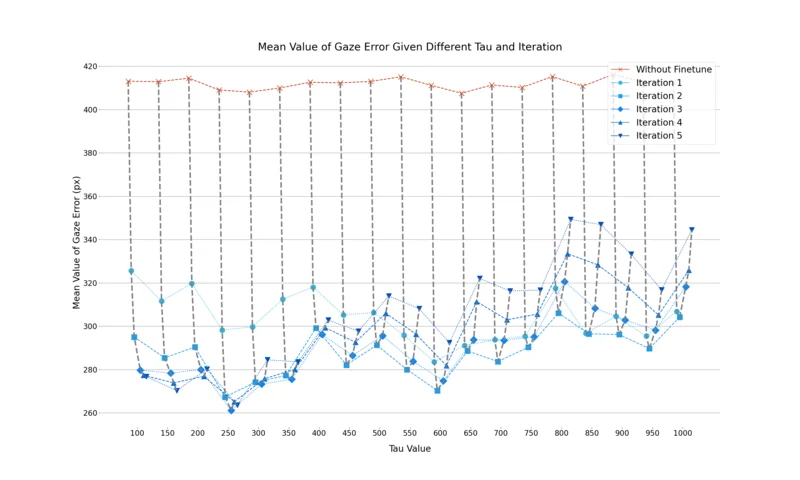 Mean Value of Gaze Error Given Different Tau and Iteration
Without Finetune
Iteration 1
Iteration 2
Iteration 3
Iteration 4
Iteration 5
Mean Value of Gaze Error (px)
420
400
380
360
340
320
300
280
260
100 150 200 250 300 350 400 450 500 550 600 650 700 750 800 850 900 950 1000
Tau Value